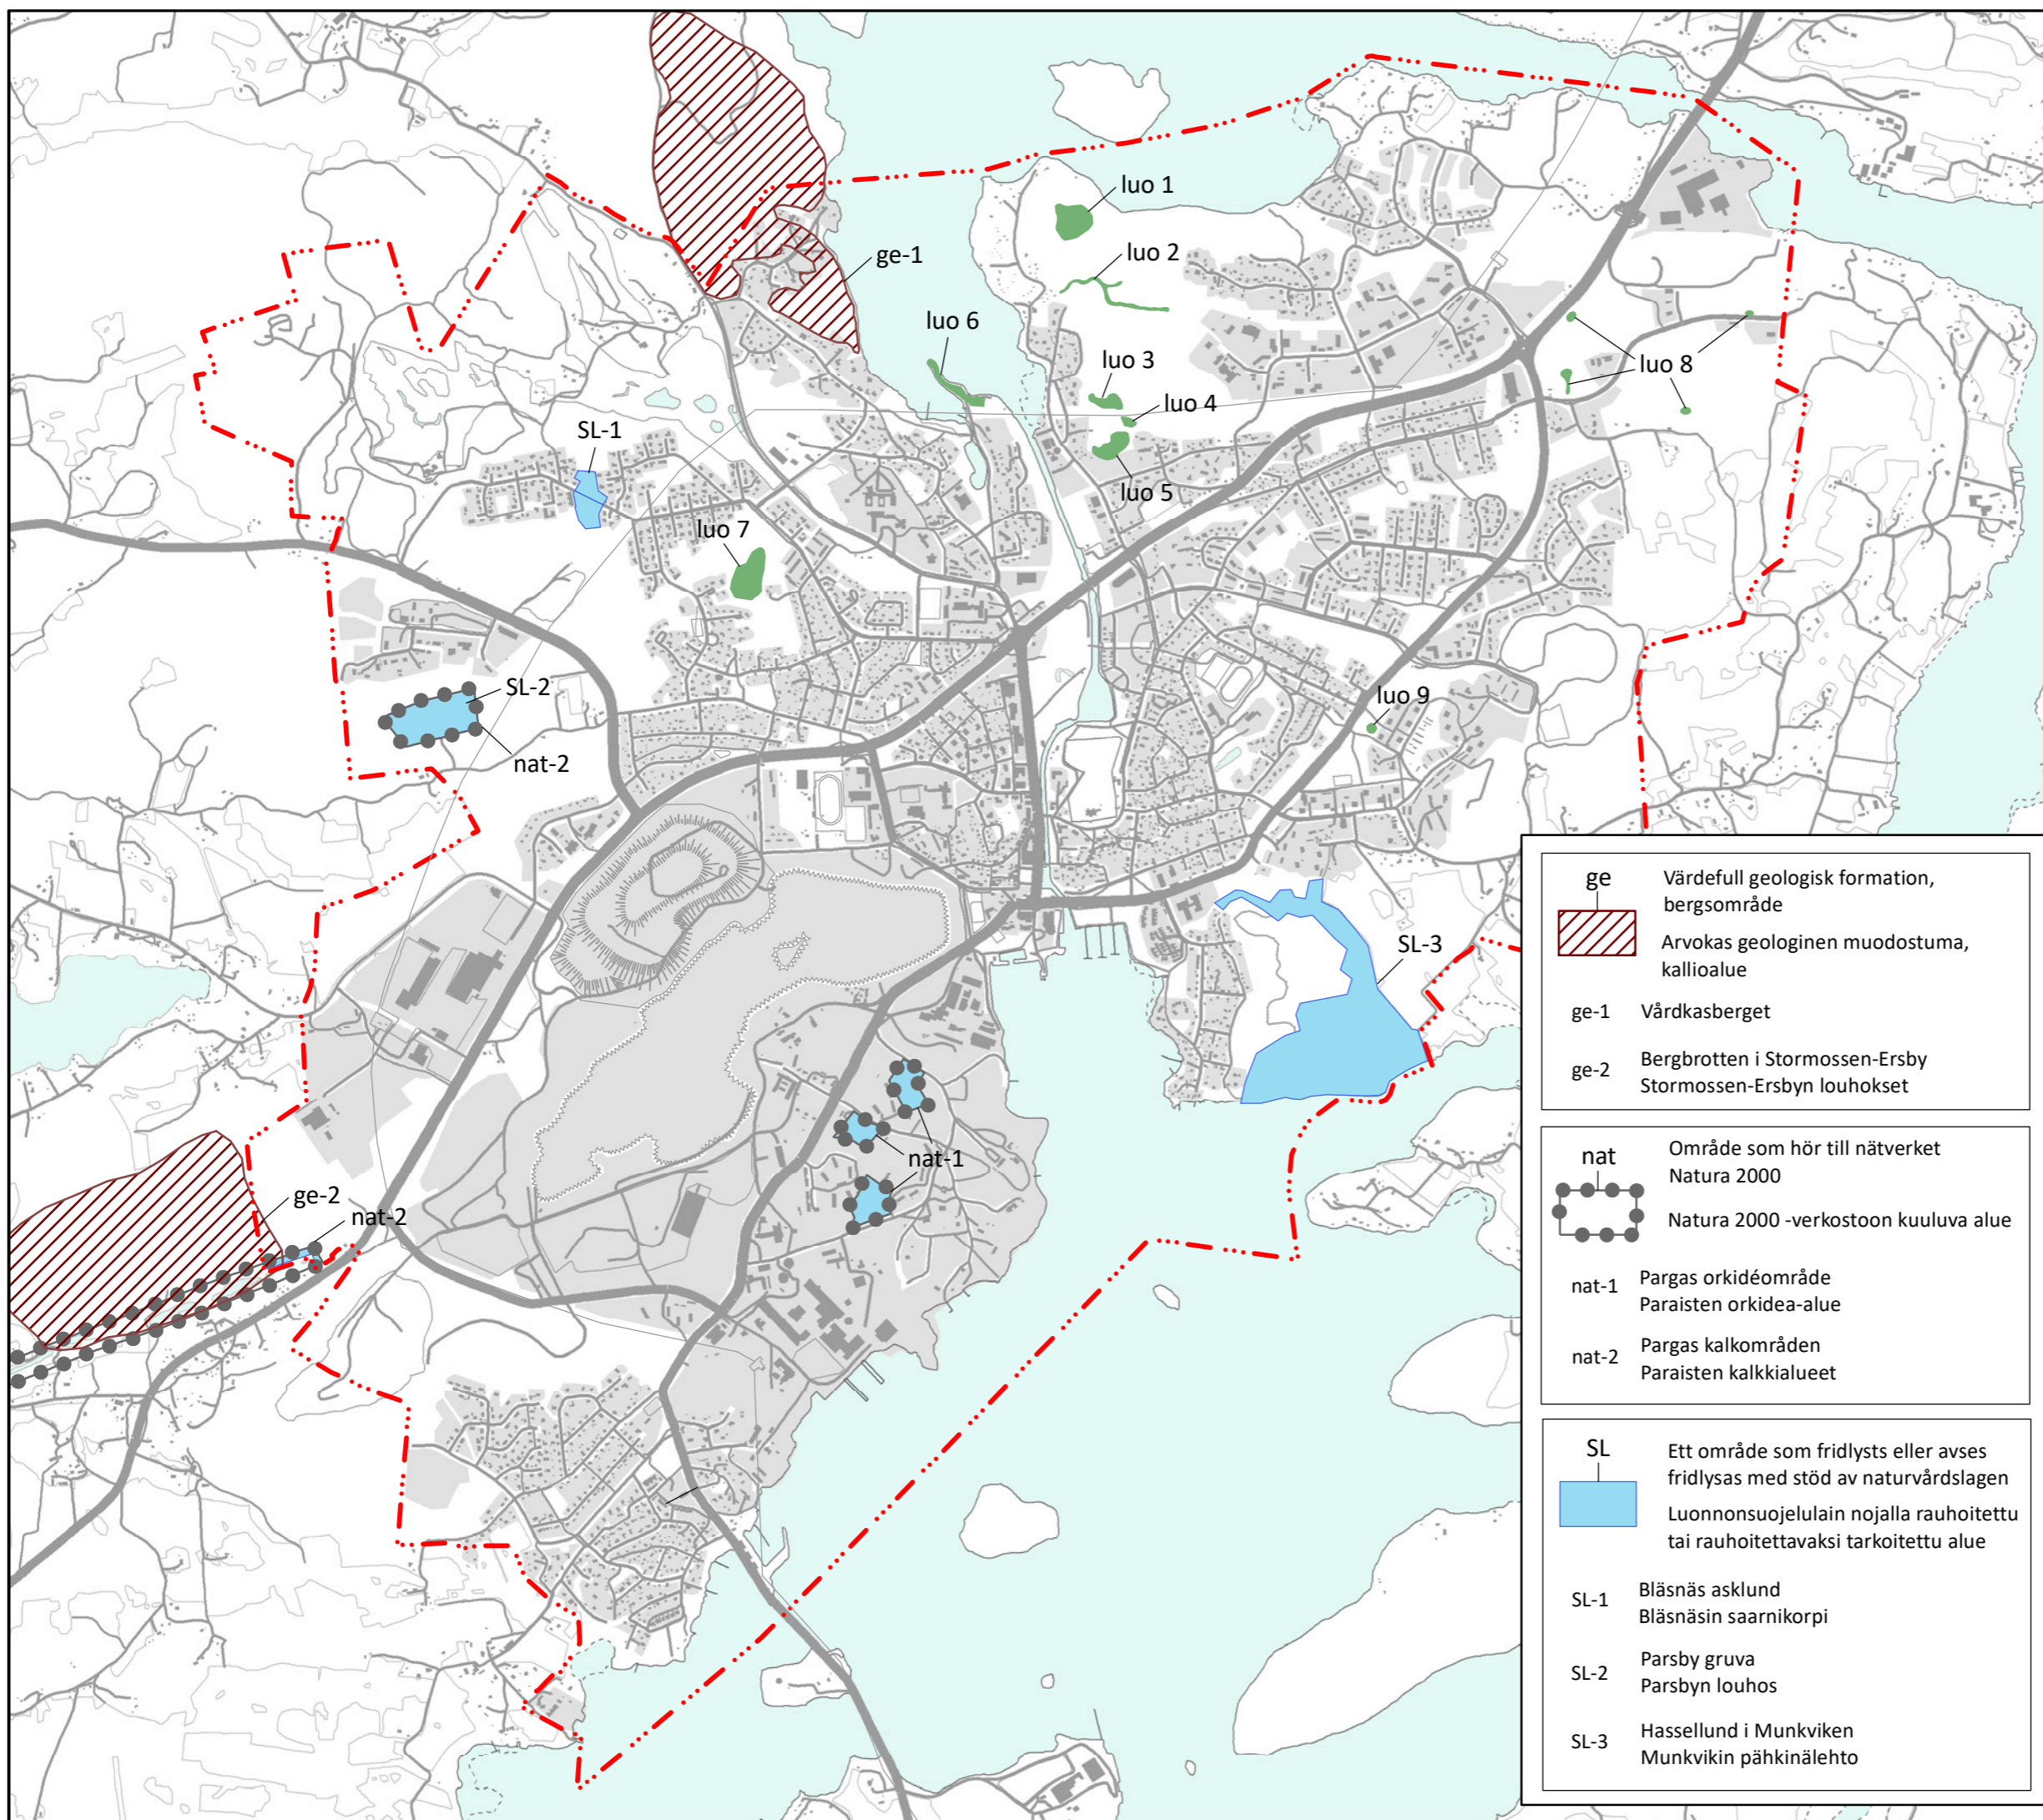 luo 1
luo 2
ge-1
luo 6
luo 3
luo 8
luo 4
SL-1
luo 5
luo 7
SL-2
luo 9
nat-2
SL-3
nat-1
ge-2
nat-2
ge
Värdefull geologisk formation,
bergsområde
Arvokas geologinen muodostuma,
kallioalue
ge-1 Vårdkasberget
ge-2 Bergbrotten i Stormossen-Ersby
Stormossen-Ersbyn louhokset
nat
Område som hör till nätverket
Natura 2000
Natura 2000 -verkostoon kuuluva alue
nat-1 Pargas orkidéområde
Paraisten orkidea-alue
nat-2 Pargas kalkområden
Paraisten kalkkialueet
SL
Ett område som fridlysts eller avses
fridlysas med stöd av naturvårdslagen
Luonnonsuojelulain nojalla rauhoitettu
tai rauhoitettavaksi tarkoitettu alue
SL-1 Bläsnäs asklund
Bläsnäsin saarnikorpi
SL-2 Parsby gruva
Parsbyn louhos
SL-3 Hassellund i Munkviken
Munkvikin pähkinälehto